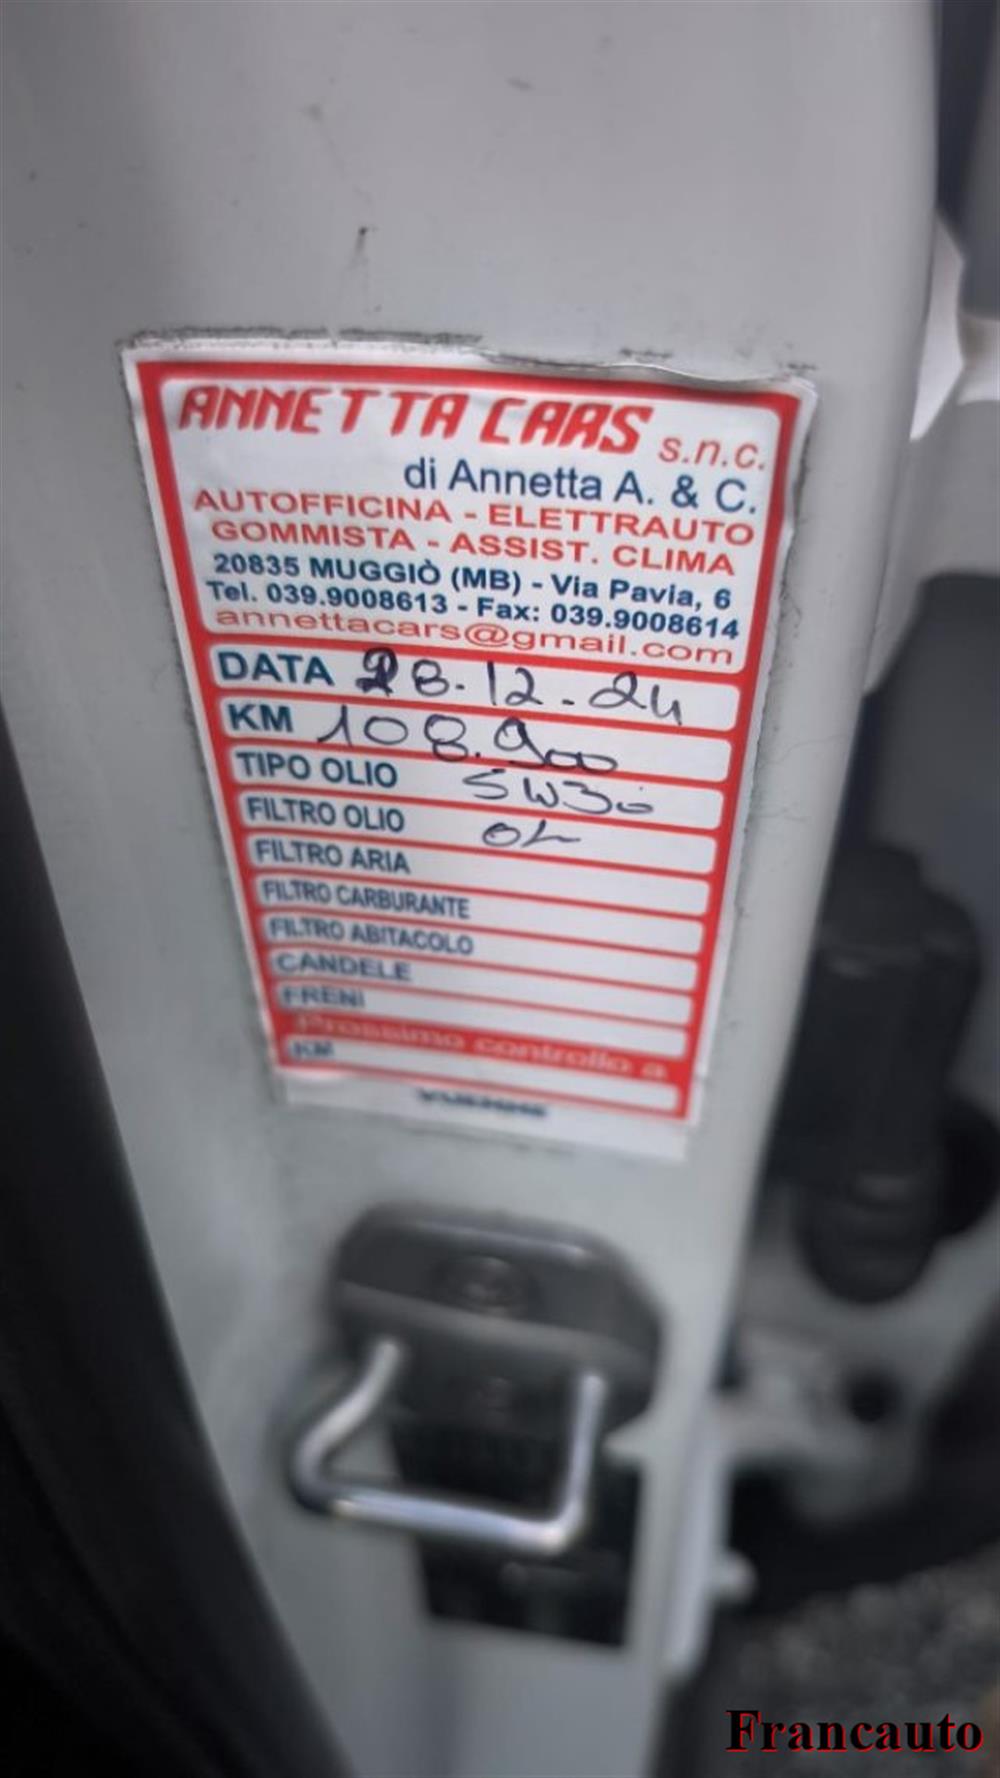 ANNETTA CARS s.n.c.
di Annetta A. & C.
AUTOFFICINA - ELETTRAUTO
GOMMISTA - ASSIST. CLIMA
20835 MUGGIÒ (MB) - Via Pavia, 6
Tel. 039.9008613 - Fax: 039.9008614
annettacars@gmail.com
DATA 28.12.24
KM 108.900
TIPO OLIO 5W30
FILTRO OLIO
FILTRO ARIA
FILTRO CARBURANTE
FILTRO ABITACOLO
CANDELE
FRENI
Prossimo controllo a
KM
Francauto